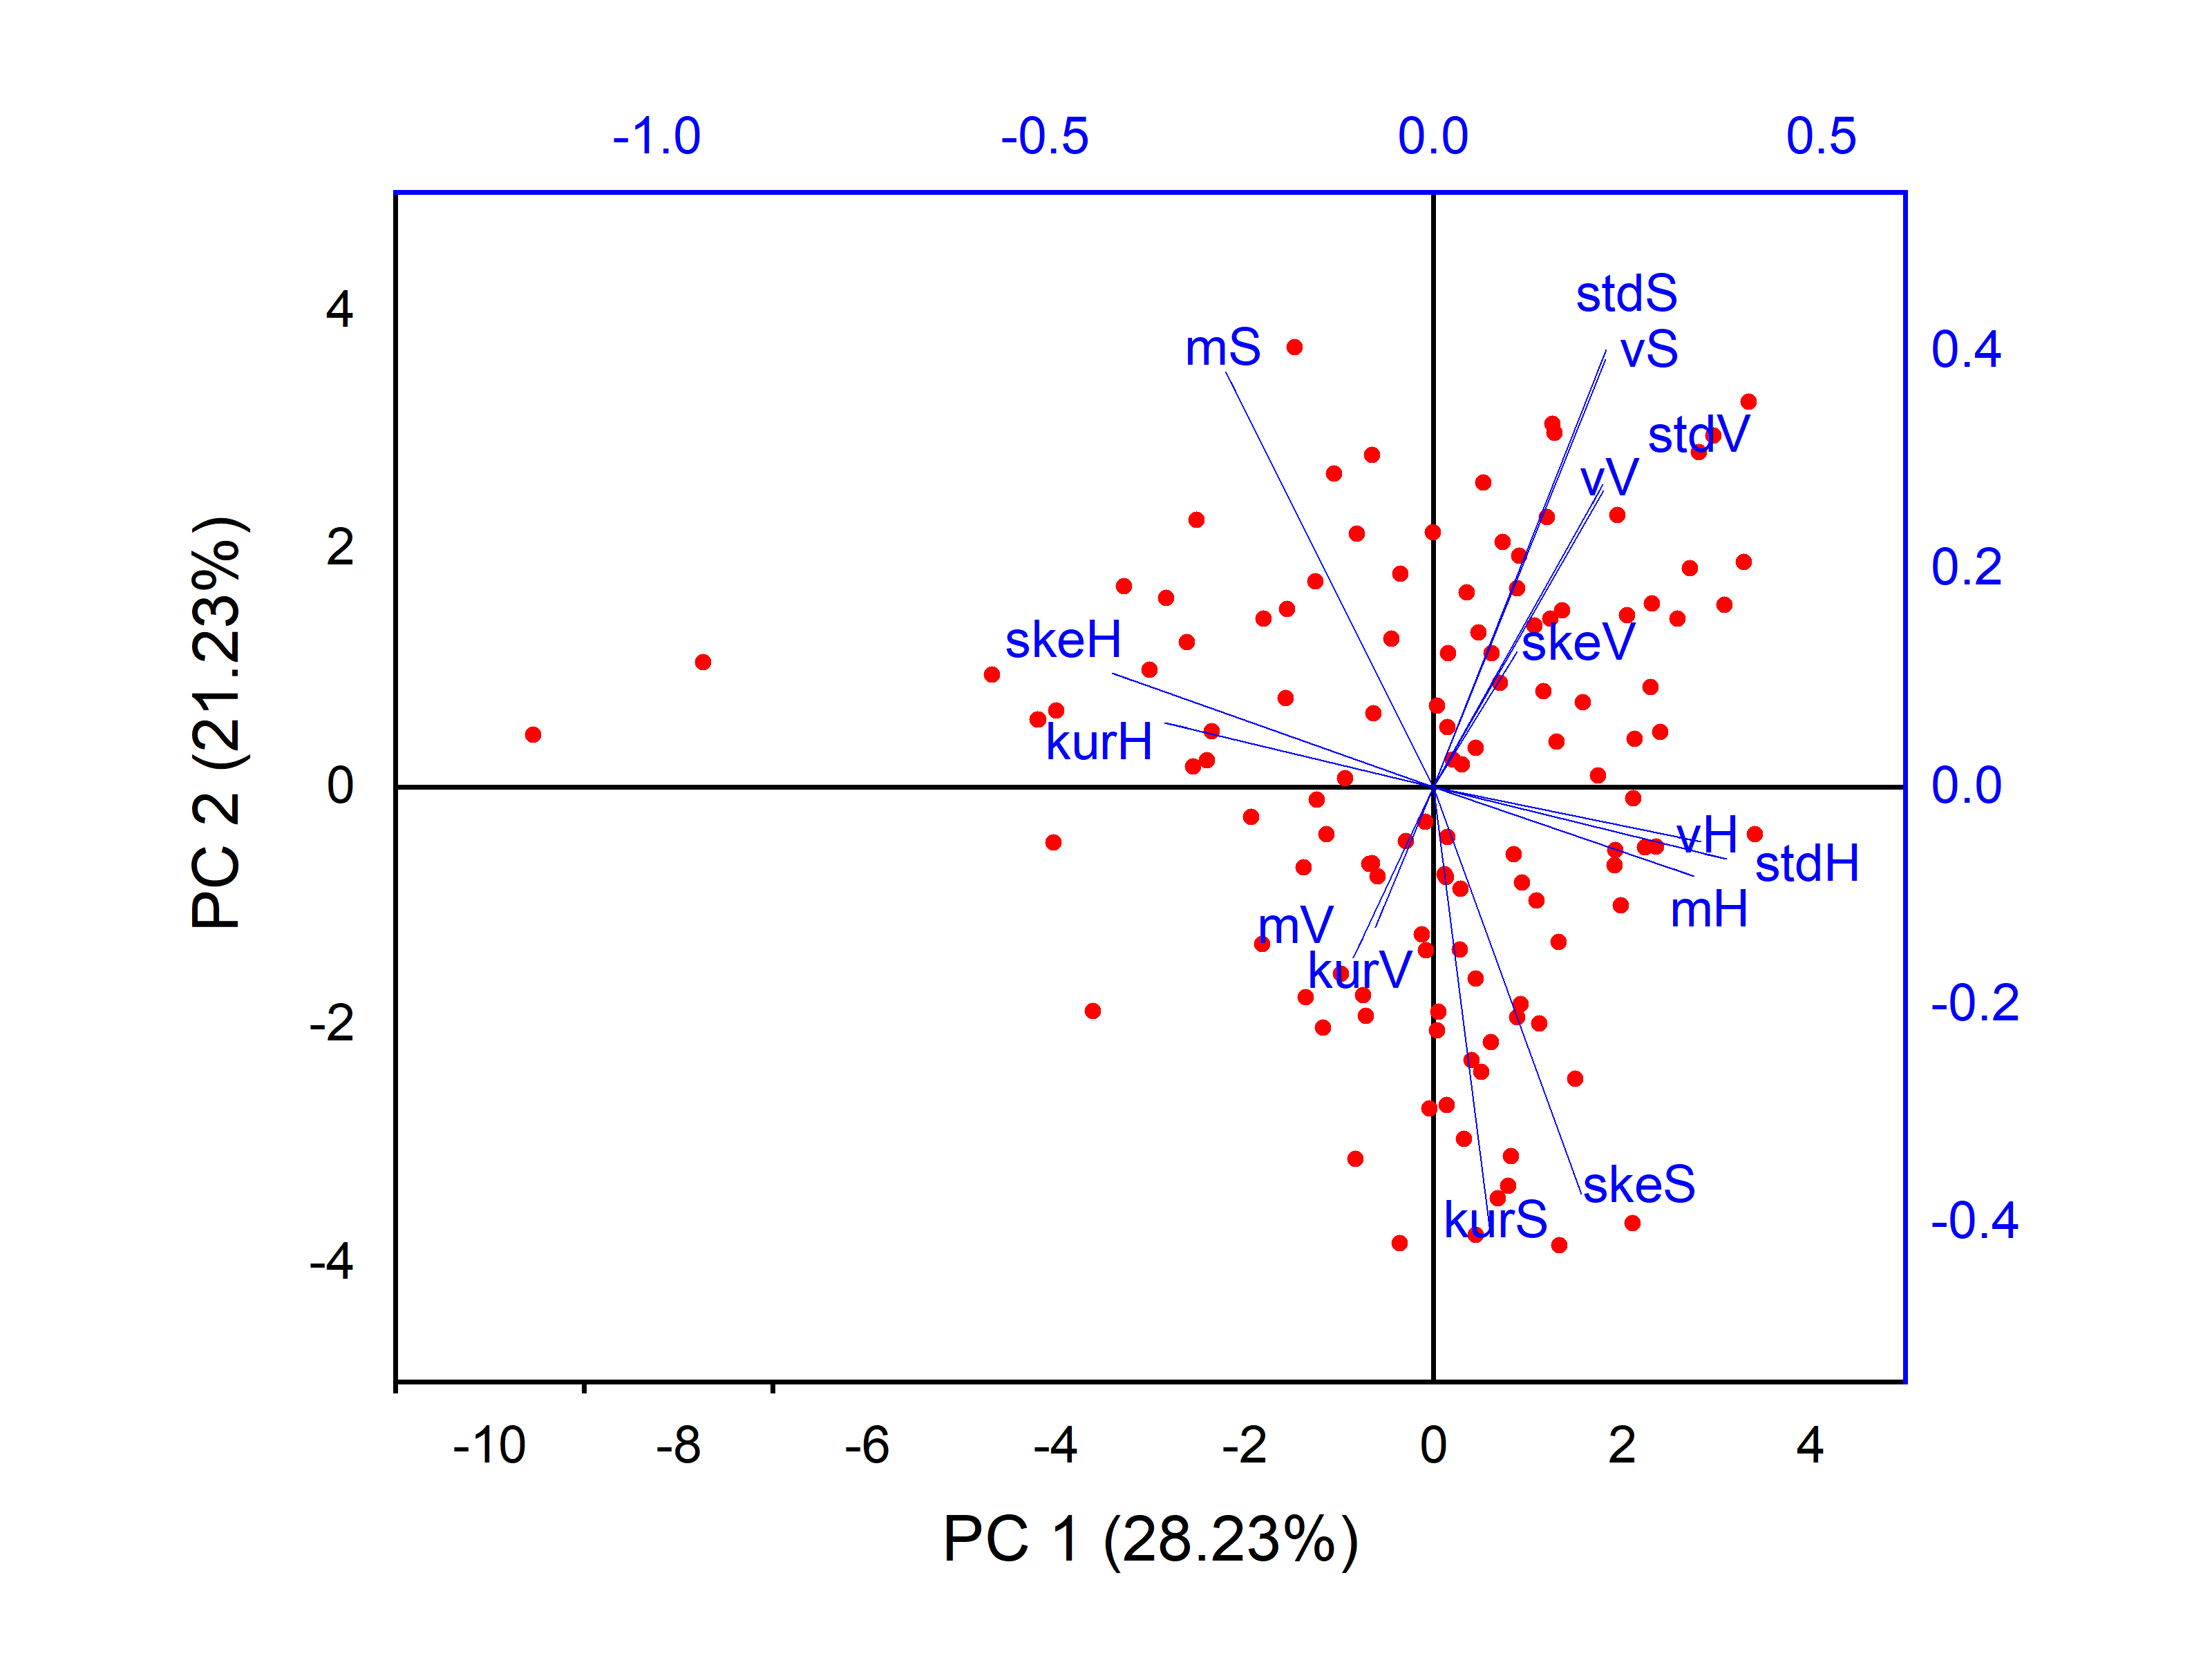 -1.0 -0.5 0.0 0.5
stdS
4
mS
vS
0.4
stdV
vV
2
0.2
skeH
skeV
kurH
0
0.0
vH
stdH
mH
mV
kurV
-2
-0.2
skeS
kurS
-0.4
-4
PC 2 (21.23%)
-10 -8 -6 -4 -2 0 2 4
PC 1 (28.23%)